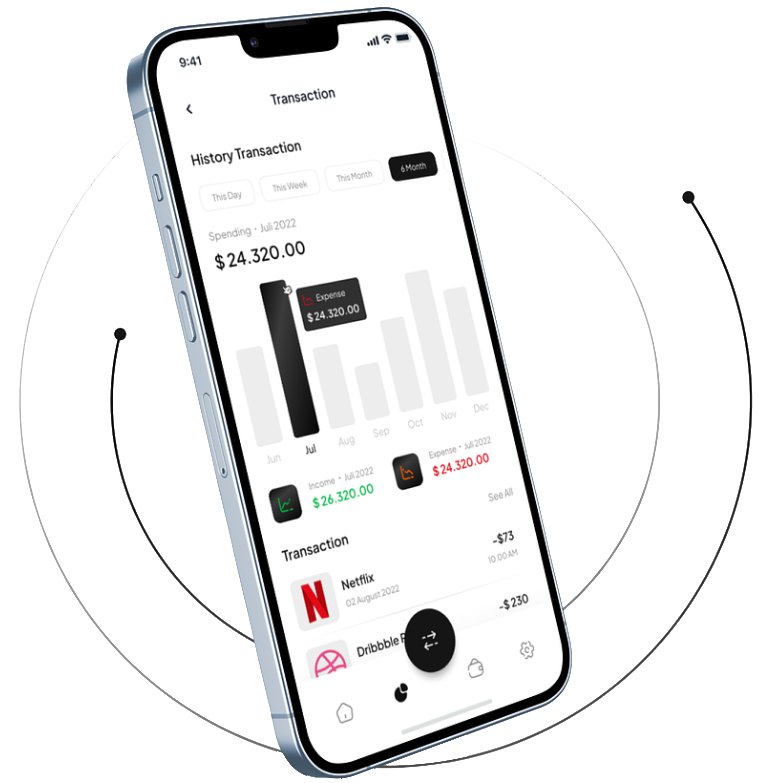 9:41
Transaction
History Transaction
This Day
This Week
This Month
6 Month
Spending • Juli 2022
$24.320.00
Expense
$24.320.00
Jun
Jul
Aug
Sep
Oct
Nov
Dec
Income • Juli 2022
$26.320.00
Expense • Juli 2022
$24.320.00
See All
Transaction
Netflix
02 August 2022
-$73
10.00 AM
Dribbble
-$230